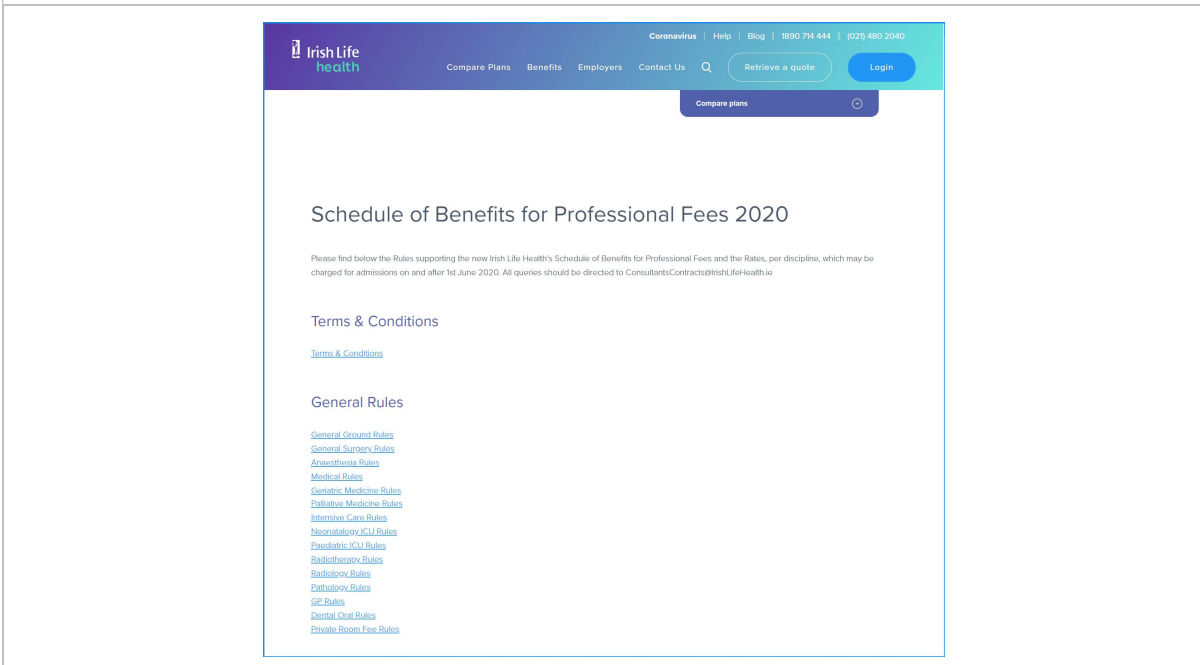 Coronavirus | Help | Blog | 1890 714 444 | (021) 480 2040
Irish Life
health
Compare Plans Benefits Employers Contact Us Retrieve a quote Login
Compare plans
Schedule of Benefits for Professional Fees 2020
Please find below the Rules supporting the new Irish Life Health's Schedule of Benefits for Professional Fees and the Rates, per discipline, which may be
charged for admissions on and after 1st June 2020. All queries should be directed to ConsultantsContracts@IrishLifeHealth.ie
Terms & Conditions
Terms & Conditions
General Rules
General Ground Rules
General Surgery Rules
Anaesthesia Rules
Medical Rules
Geriatric Medicine Rules
Palliative Medicine Rules
Intensive Care Rules
Neonatalogy ICU Rules
Paediatric ICU Rules
Radiotherapy Rules
Radiology Rules
Pathology Rules
GP Rules
Dental Oral Rules
Private Room Fee Rules